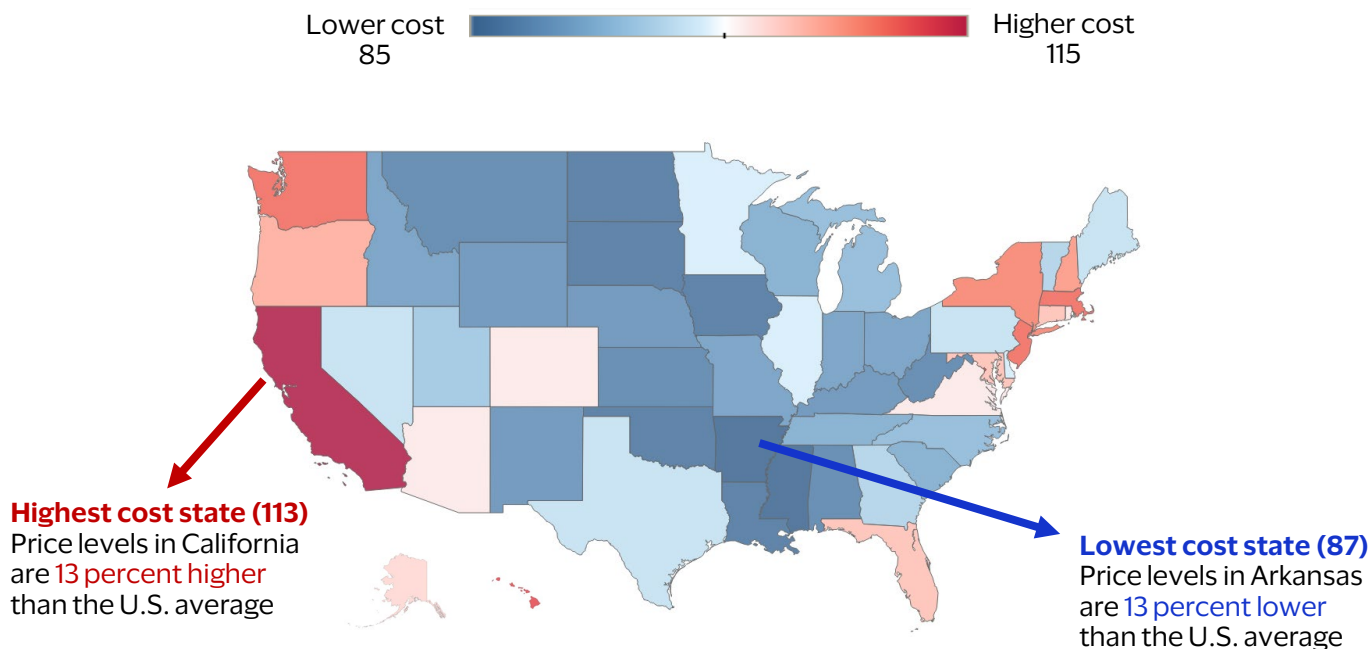 Lower cost
85
Higher cost
115
Highest cost state (113)
Price levels in California
are 13 percent higher
than the U.S. average
Lowest cost state (87)
Price levels in Arkansas
are 13 percent lower
than the U.S. average